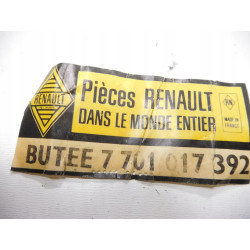 RENAULT
Pièces RENAULT
DANS LE MONDE ENTIER
MADE IN
FRANCE
BUTEE 7 701 017 392